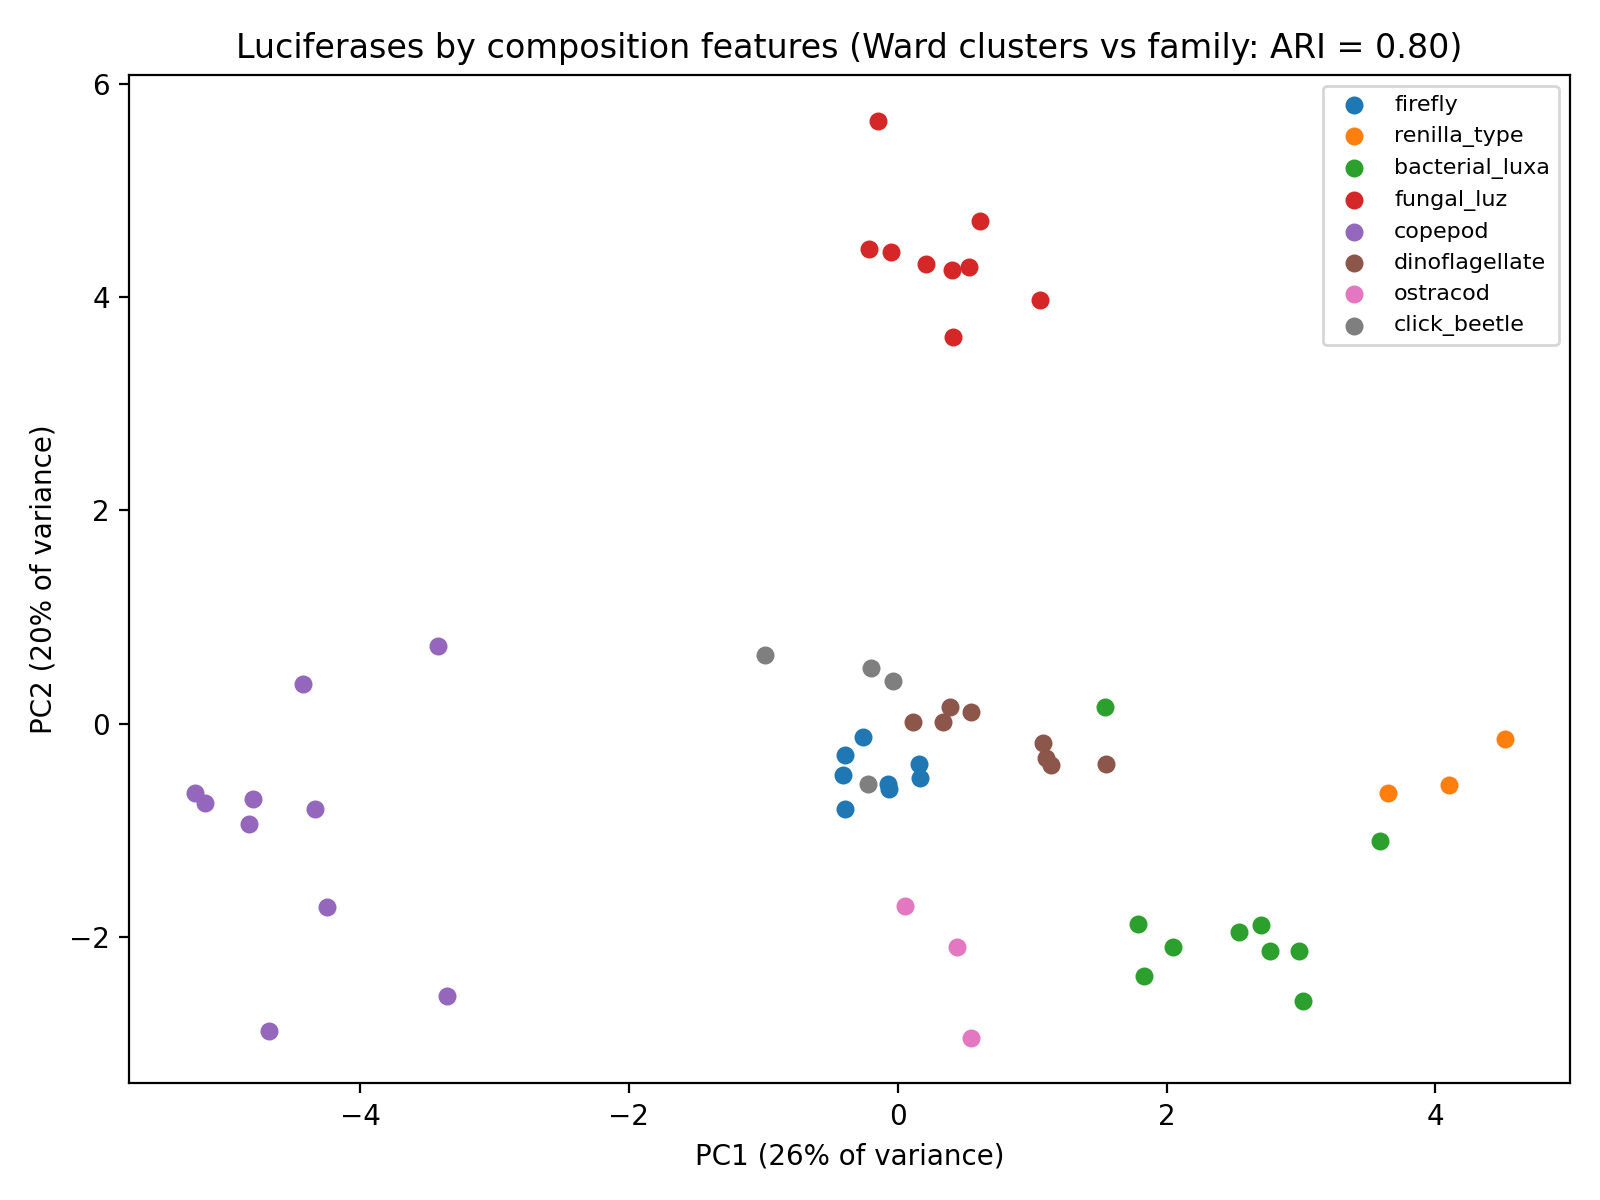 Luciferases by composition features (Ward clusters vs family: ARI = 0.80)
firefly
renilla_type
bacterial_luxa
fungal_luz
copepod
dinoflagellate
ostracod
click_beetle
PC2 (20% of variance)
6
4
2
0
−2
−4
−2
0
2
4
PC1 (26% of variance)